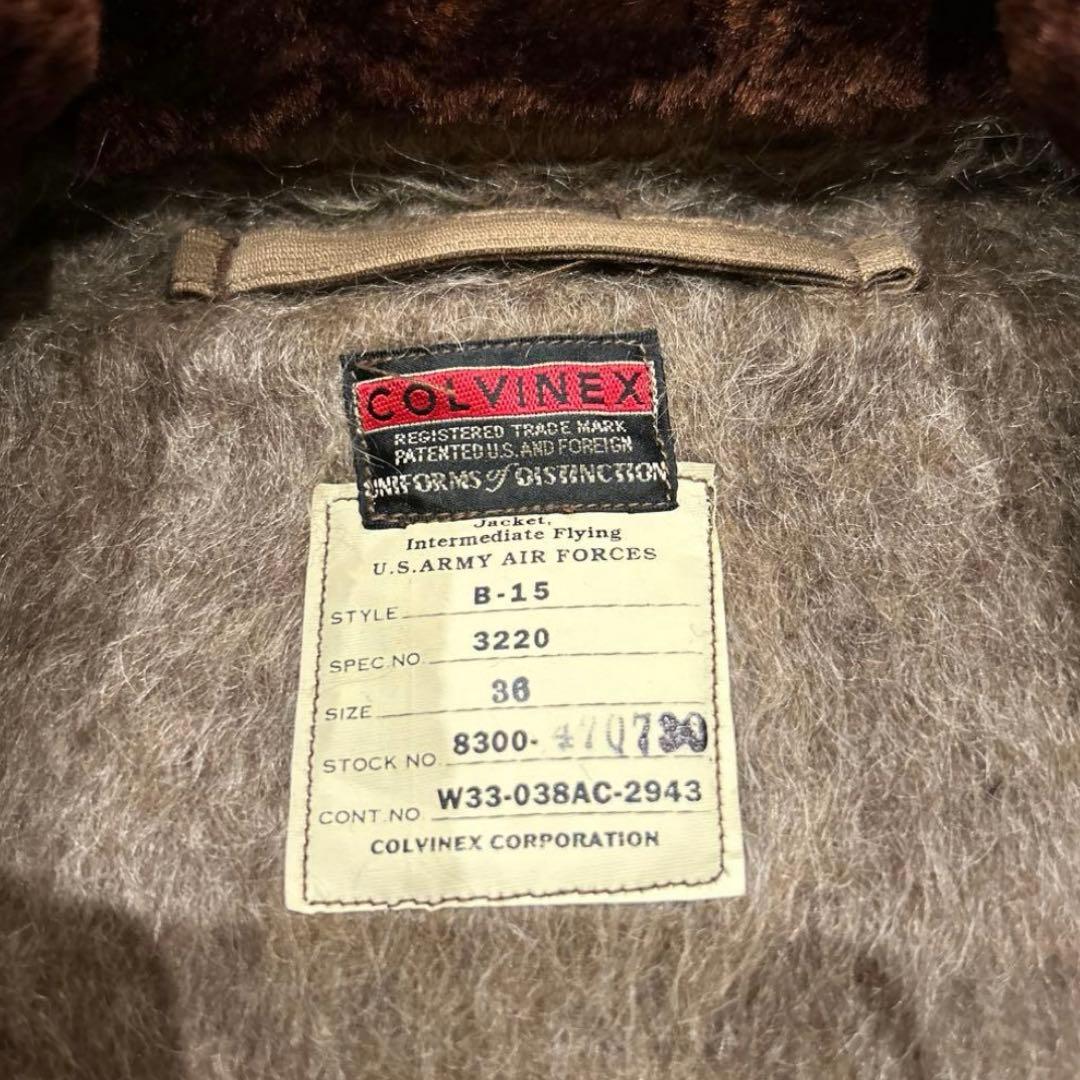 COLVINEX
REGISTERED TRADE MARK
PATENTED U.S. AND FOREIGN
UNIFORMS of DISTINCTION
Jacket,
Intermediate Flying
U.S. ARMY AIR FORCES
STYLE B-15
SPEC. NO. 3220
SIZE 36
STOCK NO. 8300-
CONT. NO. W33-038AC-2943
COLVINEX CORPORATION